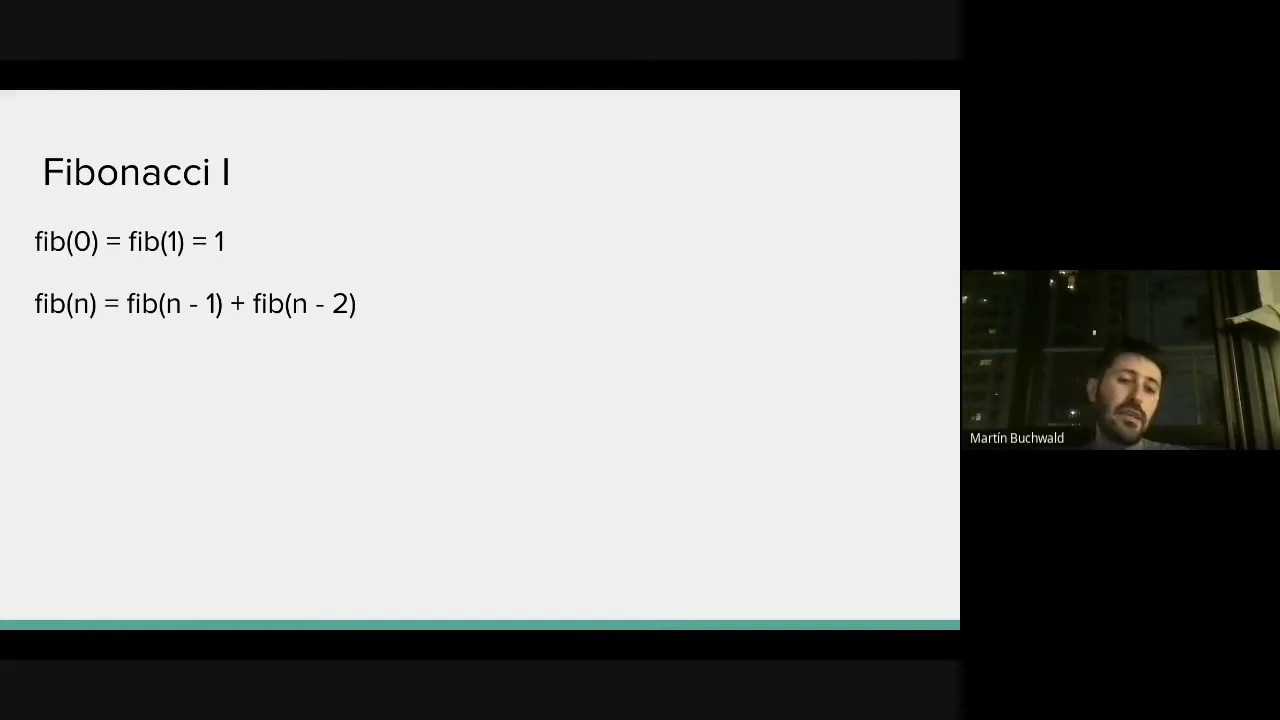 Fibonacci I
fib(0) = fib(1) = 1
fib(n) = fib(n - 1) + fib(n - 2)
Martín Buchwald